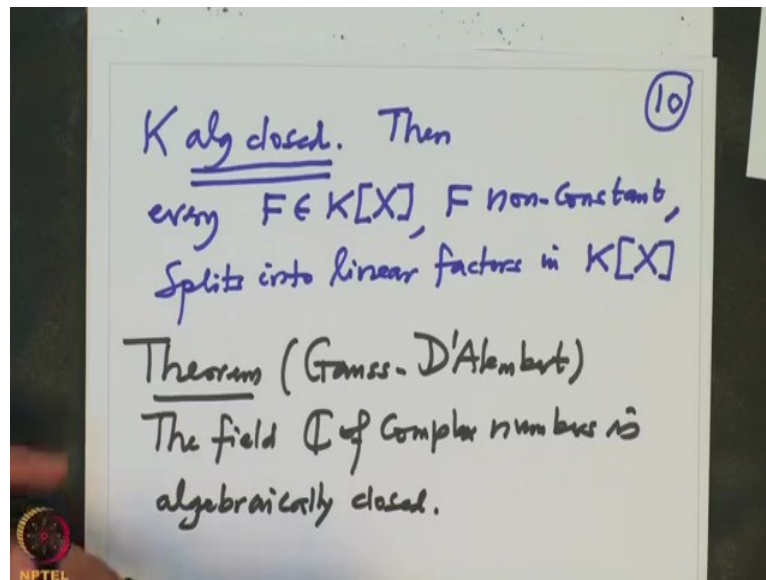 10
K alg closed. Then
every F ∈ K[X], F non-constant,
Splits into linear factors in K[X]
Theorem (Gauss-D'Alembert)
The field ℂ of Complex numbers is
algebraically closed.
NPTEL